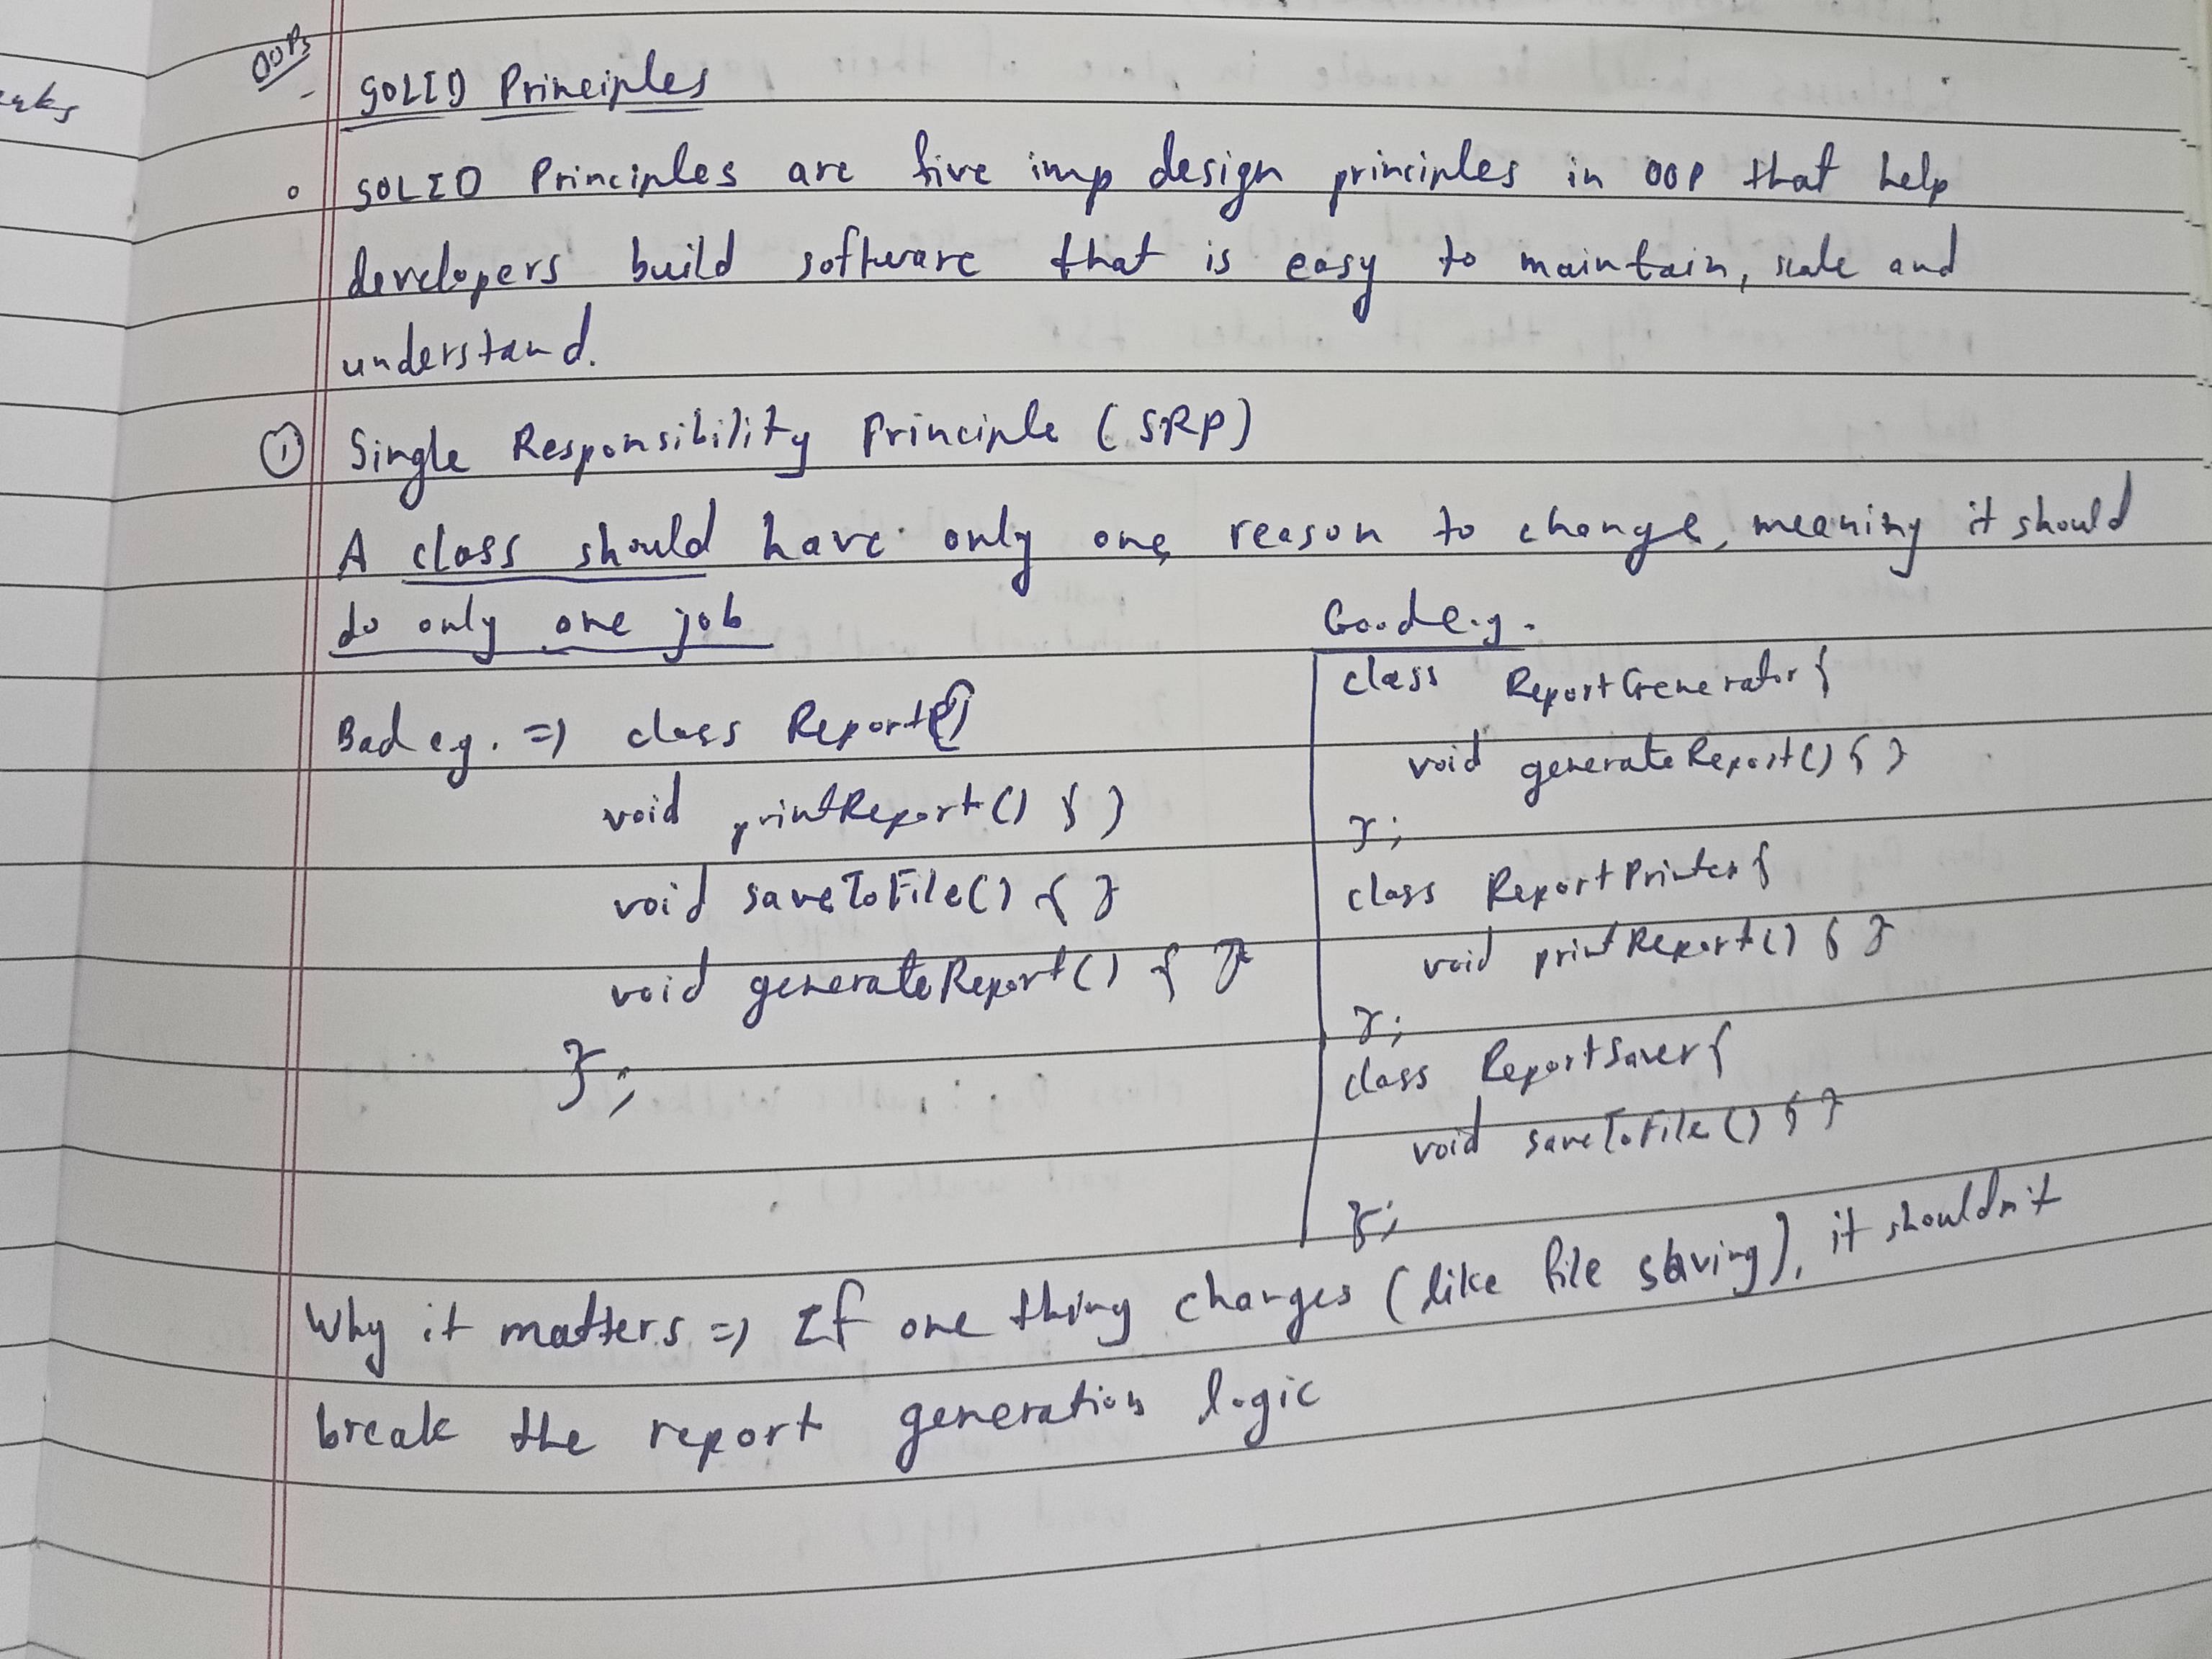 OOPs
- SOLID Principles
o SOLID Principles are five imp design principles in OOP that help
developers build software that is easy to maintain, scale and
understand.
① Single Responsibility Principle (SRP)
A class should have only one reason to change, meaning it should
do only one job
Bad e.g. => class Report{
void printReport() { }
void saveToFile() { }
void generateReport() { }
};
Good e.g.
class ReportGenerator {
void generateReport() { }
};
class ReportPrinter {
void printReport() { }
};
class ReportSaver {
void saveToFile() { }
};
Why it matters => If one thing changes (like file saving), it shouldn't
break the report generation logic